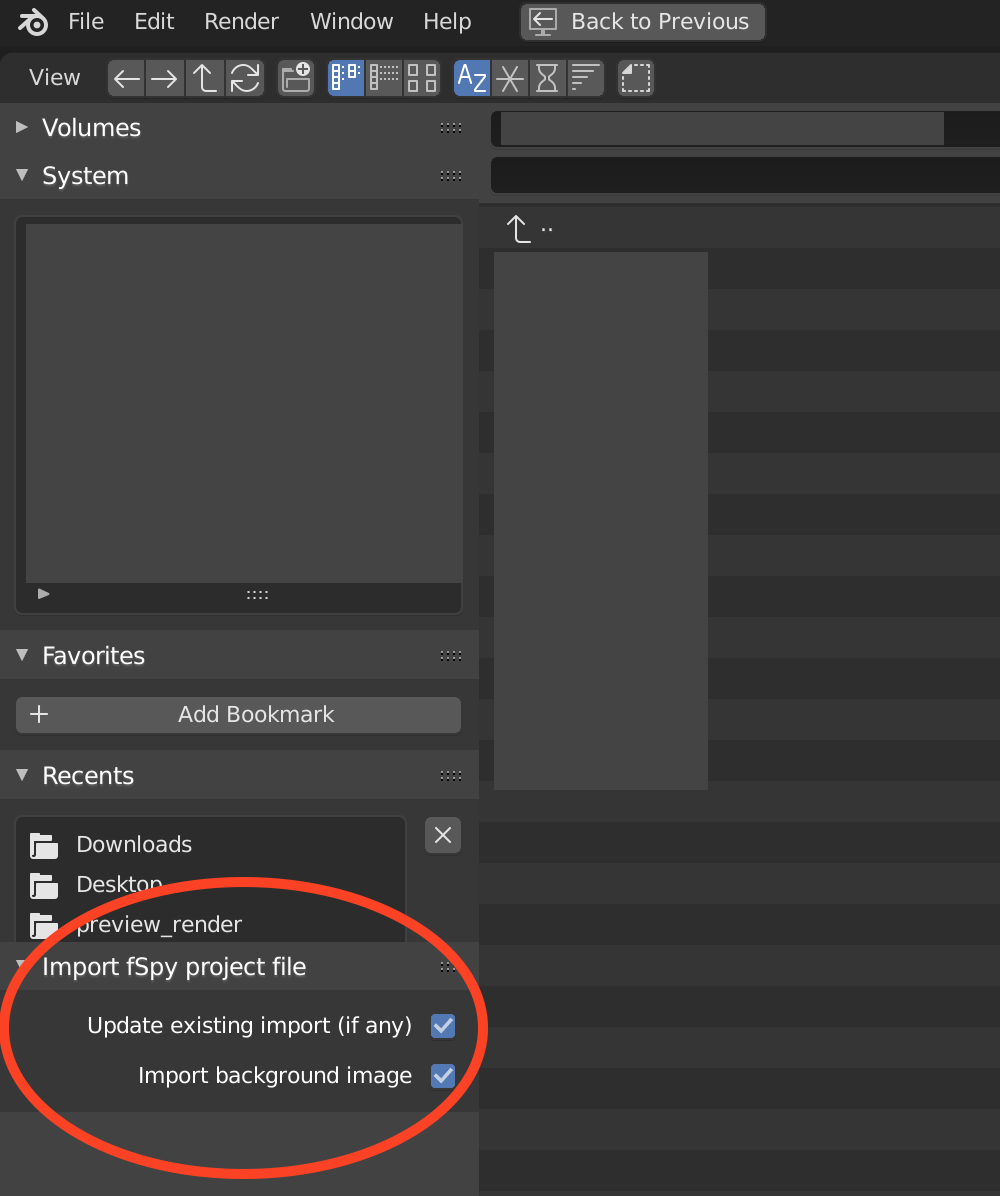 File Edit Render Window Help Back to Previous
View
Volumes
System
..
Favorites
Add Bookmark
Recents
Downloads
Desktop
preview_render
Import fSpy project file
Update existing import (if any)
Import background image